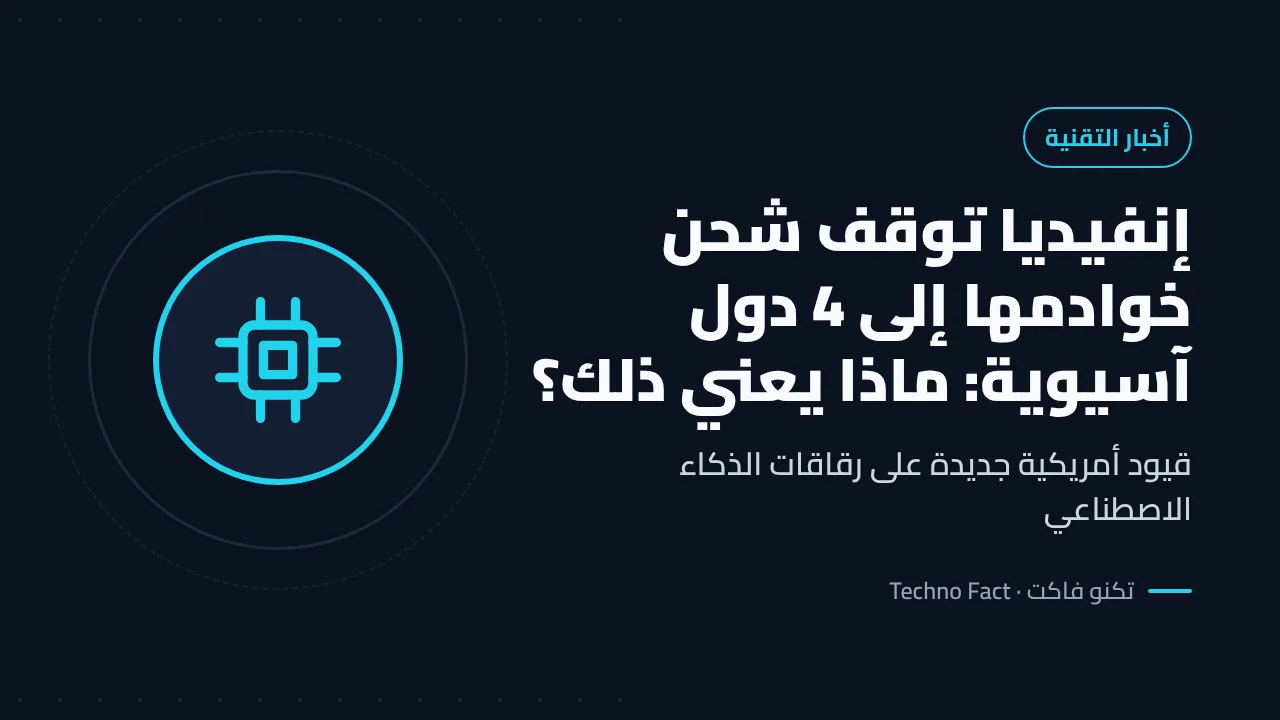 أخبار التقنية
إنفيديا توقف شحن
خوادمها إلى 4 دول
آسيوية: ماذا يعني ذلك؟
قيود أمريكية جديدة على رقاقات الذكاء
الاصطناعي
تكنو فاكت · Techno Fact